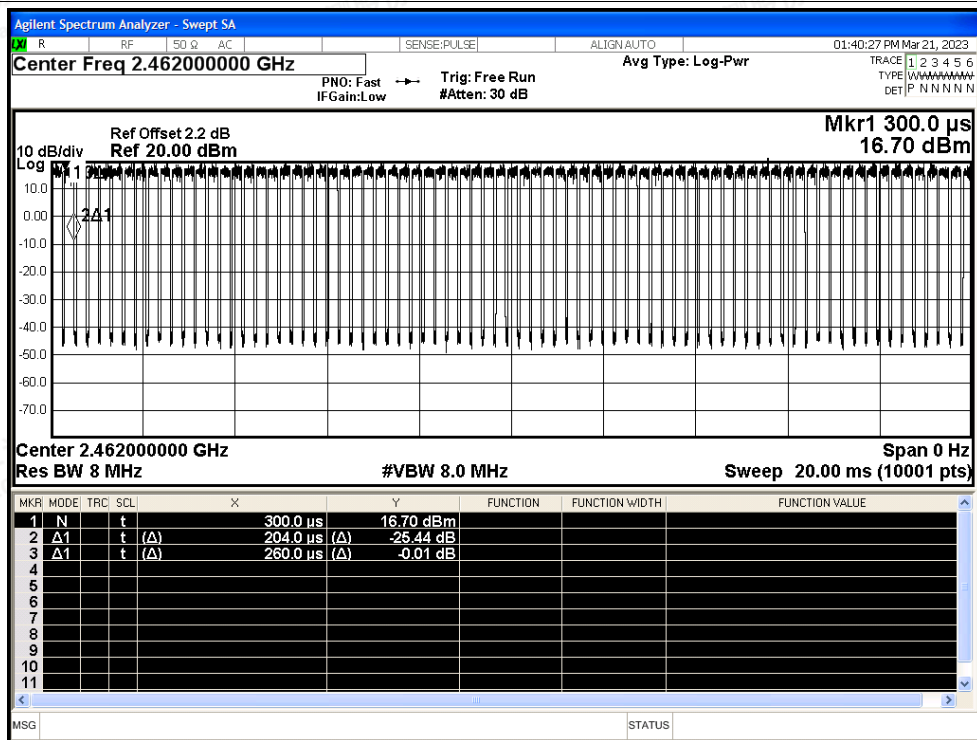 Agilent Spectrum Analyzer - Swept SA
LXI R RF 50 Ω AC SENSE:PULSE ALIGN AUTO 01:40:27 PM Mar 21, 2023
Center Freq 2.462000000 GHz Avg Type: Log-Pwr TRACE 1 2 3 4 5 6
PNO: Fast Trig: Free Run TYPE WWWWWW
IFGain:Low #Atten: 30 dB DET P N N N N N
Mkr1 300.0 µs
Ref Offset 2.2 dB
10 dB/div Ref 20.00 dBm 16.70 dBm
Log
1
10.0
0.00
2Δ1
-10.0
-20.0
-30.0
-40.0
-50.0
-60.0
-70.0
Center 2.462000000 GHz Span 0 Hz
Res BW 8 MHz #VBW 8.0 MHz Sweep 20.00 ms (10001 pts)
MKR MODE TRC SCL X Y FUNCTION FUNCTION WIDTH FUNCTION VALUE
1 N t 300.0 µs 16.70 dBm
2 Δ1 t (Δ) 204.0 µs (Δ) -25.44 dB
3 Δ1 t (Δ) 260.0 µs (Δ) -0.01 dB
4
5
6
7
8
9
10
11
MSG STATUS